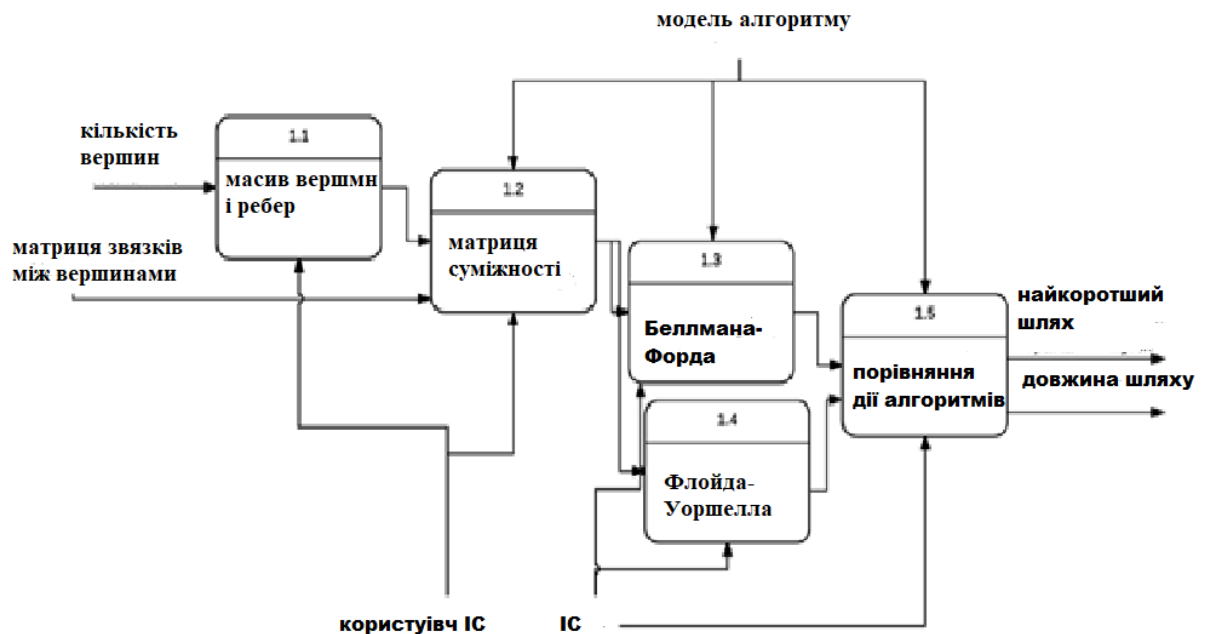 модель алгоритму
кількість
вершин
1.1
масив вершмн
і ребер
1.2
матриця
суміжності
матриця звязків
між вершинами
1.3
Беллмана-
Форда
1.4
Флойда-
Уоршелла
1.5
порівняння
дії алгоритмів
найкоротший
шлях
довжина шляху
користуівч ІС
ІС